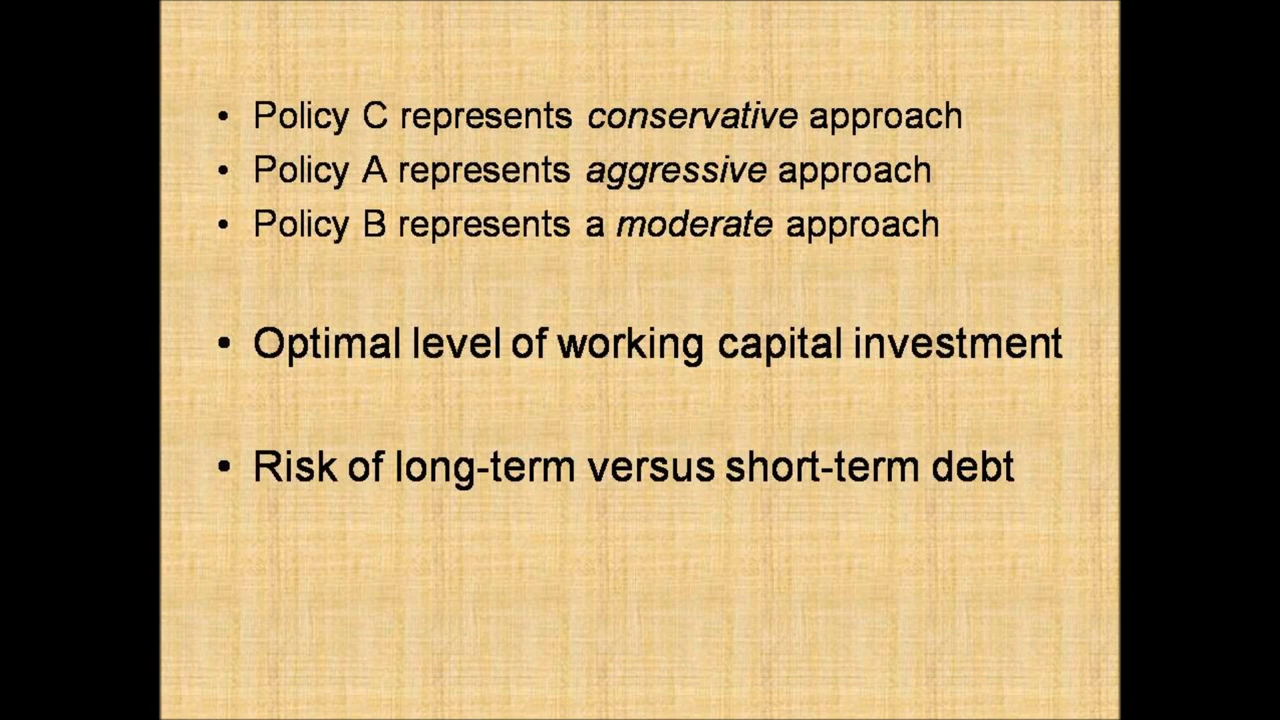 • Policy C represents conservative approach
• Policy A represents aggressive approach
• Policy B represents a moderate approach
• Optimal level of working capital investment
• Risk of long-term versus short-term debt